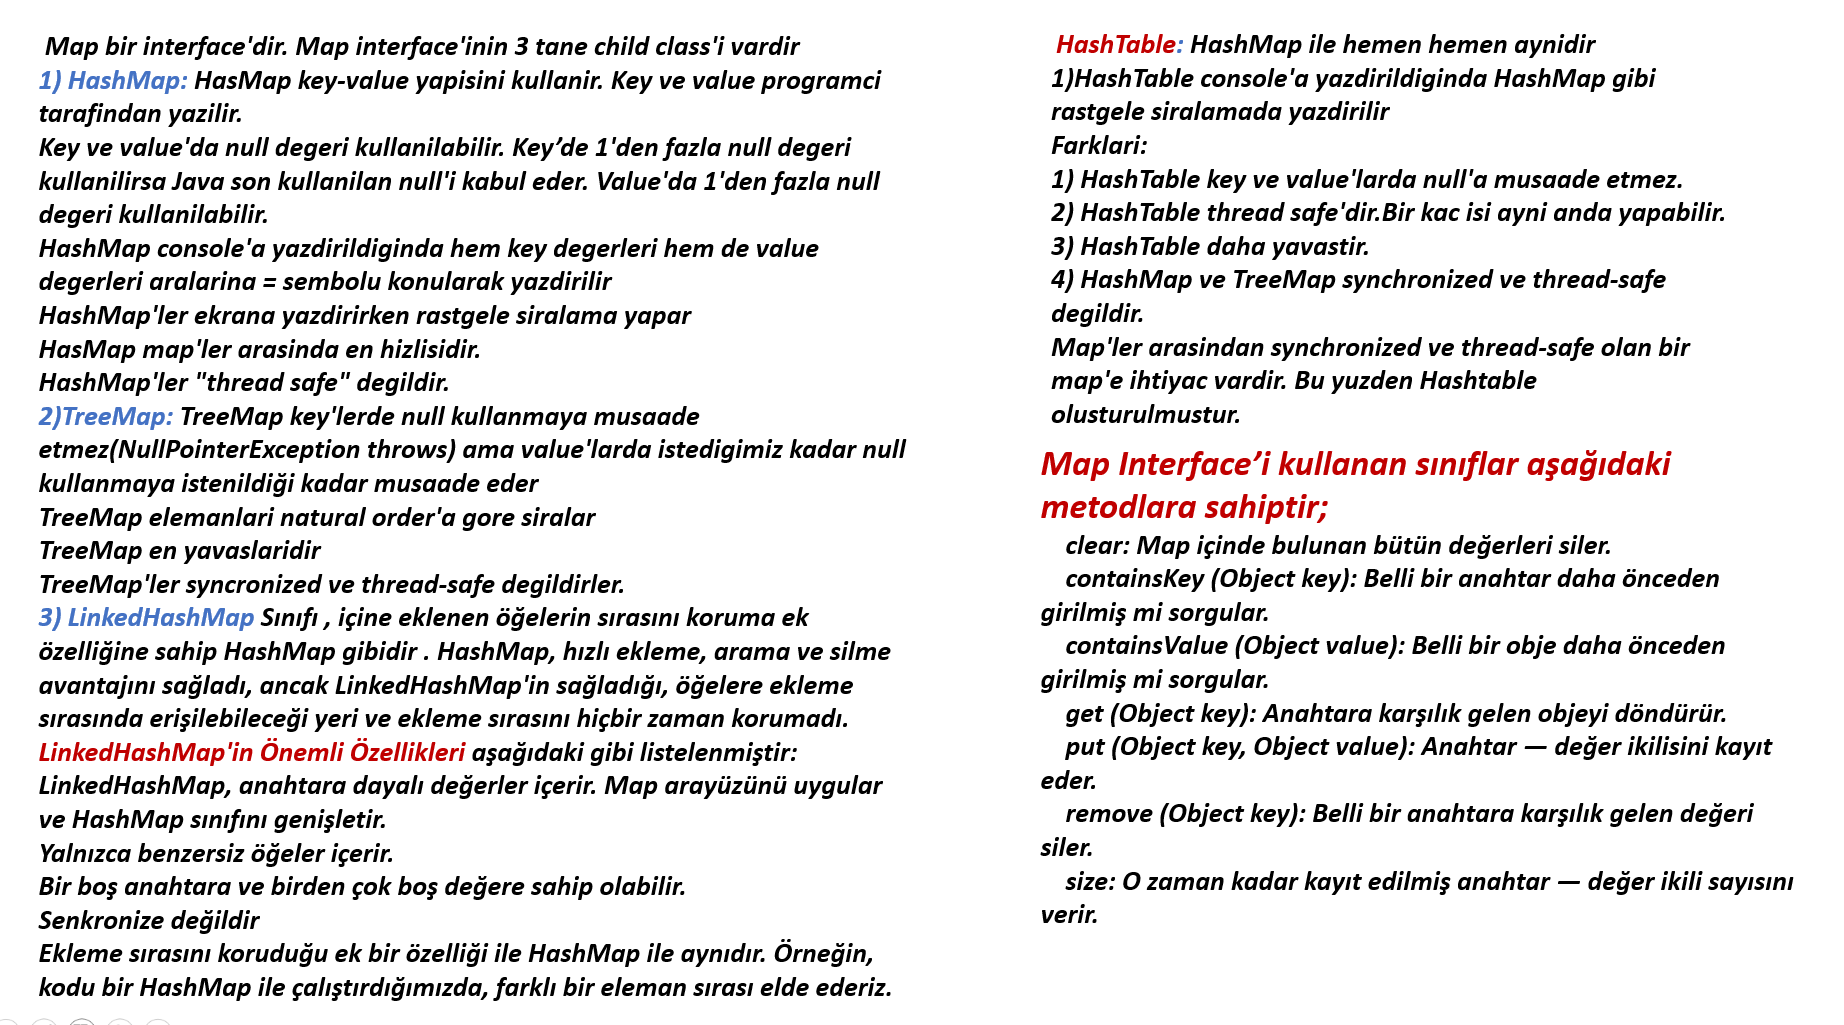 Map bir interface'dir. Map interface'inin 3 tane child class'i vardir
1) HashMap: HasMap key-value yapisini kullanir. Key ve value programci
tarafindan yazilir.
Key ve value'da null degeri kullanilabilir. Key’de 1'den fazla null degeri
kullanilirsa Java son kullanilan null'i kabul eder. Value'da 1'den fazla null
degeri kullanilabilir.
HashMap console'a yazdirildiginda hem key degerleri hem de value
degerleri aralarina = sembolu konularak yazdirilir
HashMap'ler ekrana yazdirirken rastgele siralama yapar
HasMap map'ler arasinda en hizlisidir.
HashMap'ler "thread safe" degildir.
2)TreeMap: TreeMap key'lerde null kullanmaya musaade
etmez(NullPointerException throws) ama value'larda istedigimiz kadar null
kullanmaya istenildiği kadar musaade eder
TreeMap elemanlari natural order'a gore siralar
TreeMap en yavaslaridir
TreeMap'ler syncronized ve thread-safe degildirler.
3) LinkedHashMap Sınıfı , içine eklenen öğelerin sırasını koruma ek
özelliğine sahip HashMap gibidir . HashMap, hızlı ekleme, arama ve silme
avantajını sağladı, ancak LinkedHashMap'in sağladığı, öğelere ekleme
sırasında erişilebileceği yeri ve ekleme sırasını hiçbir zaman korumadı.
LinkedHashMap'in Önemli Özellikleri aşağıdaki gibi listelenmiştir:
LinkedHashMap, anahtara dayalı değerler içerir. Map arayüzünü uygular
ve HashMap sınıfını genişletir.
Yalnızca benzersiz öğeler içerir.
Bir boş anahtara ve birden çok boş değere sahip olabilir.
Senkronize değildir
Ekleme sırasını koruduğu ek bir özelliği ile HashMap ile aynıdır. Örneğin,
kodu bir HashMap ile çalıştırdığımızda, farklı bir eleman sırası elde ederiz.
HashTable: HashMap ile hemen hemen aynidir
1)HashTable console'a yazdirildiginda HashMap gibi
rastgele siralamada yazdirilir
Farklari:
1) HashTable key ve value'larda null'a musaade etmez.
2) HashTable thread safe'dir.Bir kac isi ayni anda yapabilir.
3) HashTable daha yavastir.
4) HashMap ve TreeMap synchronized ve thread-safe
degildir.
Map'ler arasindan synchronized ve thread-safe olan bir
map'e ihtiyac vardir. Bu yuzden Hashtable
olusturulmustur.
Map Interface’i kullanan sınıflar aşağıdaki
metodlara sahiptir;
clear: Map içinde bulunan bütün değerleri siler.
containsKey (Object key): Belli bir anahtar daha önceden
girilmiş mi sorgular.
containsValue (Object value): Belli bir obje daha önceden
girilmiş mi sorgular.
get (Object key): Anahtara karşılık gelen objeyi döndürür.
put (Object key, Object value): Anahtar — değer ikilisini kayıt
eder.
remove (Object key): Belli bir anahtara karşılık gelen değeri
siler.
size: O zaman kadar kayıt edilmiş anahtar — değer ikili sayısını
verir.